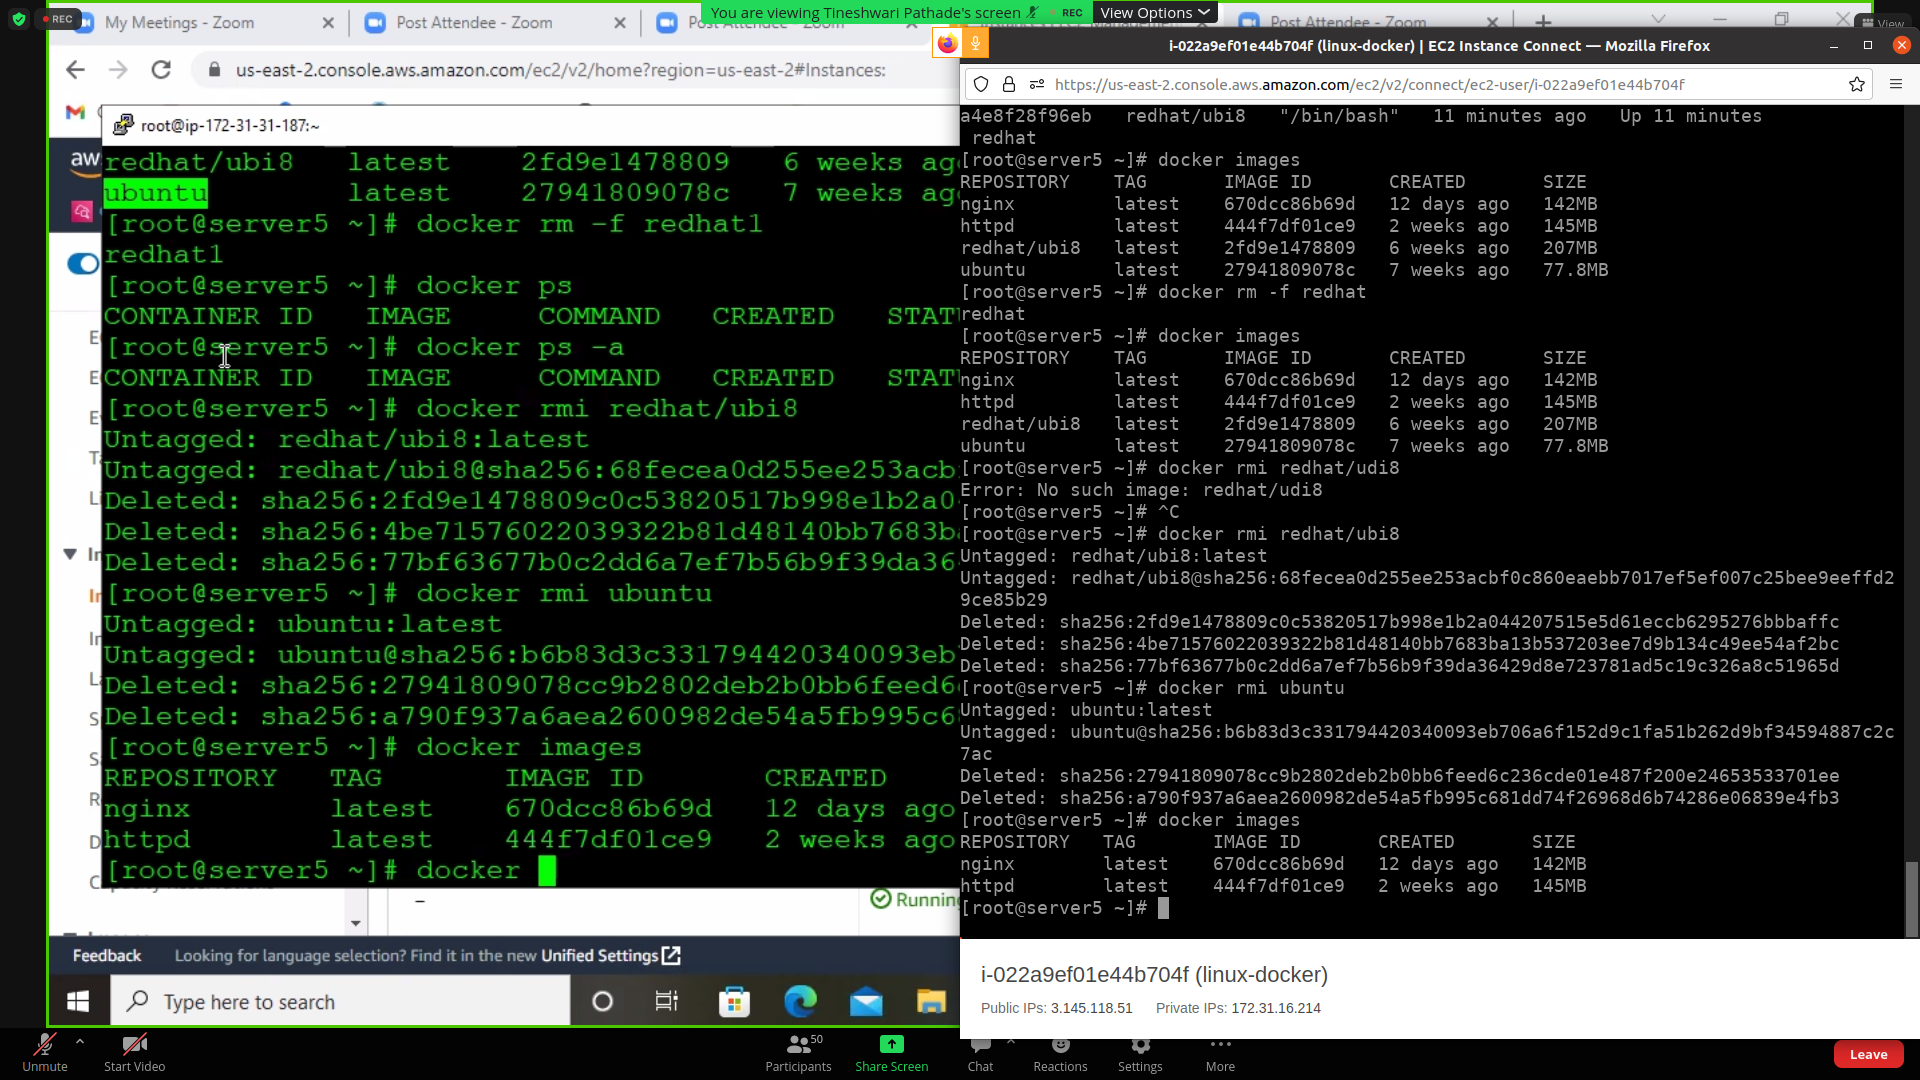 REC
My Meetings - Zoom
Post Attendee - Zoom
You are viewing Tineshwari Pathade's screen
REC
View Options
Post Attendee - Zoom
View
us-east-2.console.aws.amazon.com/ec2/v2/home?region=us-east-2#Instances:
root@ip-172-31-31-187:~
redhat/ubi8 latest 2fd9e1478809 6 weeks ag
ubuntu latest 27941809078c 7 weeks ag
[root@server5 ~]# docker rm -f redhat1
redhat1
[root@server5 ~]# docker ps
CONTAINER ID IMAGE COMMAND CREATED STAT
[root@server5 ~]# docker ps -a
CONTAINER ID IMAGE COMMAND CREATED STAT
[root@server5 ~]# docker rmi redhat/ubi8
Untagged: redhat/ubi8:latest
Untagged: redhat/ubi8@sha256:68fecea0d255ee253acb
Deleted: sha256:2fd9e1478809c0c53820517b998e1b2a0
Deleted: sha256:4be71576022039322b81d48140bb7683b
Deleted: sha256:77bf63677b0c2dd6a7ef7b56b9f39da36
[root@server5 ~]# docker rmi ubuntu
Untagged: ubuntu:latest
Untagged: ubuntu@sha256:b6b83d3c331794420340093eb
Deleted: sha256:27941809078cc9b2802deb2b0bb6feed6
Deleted: sha256:a790f937a6aea2600982de54a5fb995c6
[root@server5 ~]# docker images
REPOSITORY TAG IMAGE ID CREATED
nginx latest 670dcc86b69d 12 days ago
httpd latest 444f7df01ce9 2 weeks ago
[root@server5 ~]# docker
Running
Feedback Looking for language selection? Find it in the new Unified Settings
Type here to search
i-022a9ef01e44b704f (linux-docker) | EC2 Instance Connect — Mozilla Firefox
https://us-east-2.console.aws.amazon.com/ec2/v2/connect/ec2-user/i-022a9ef01e44b704f
a4e8f28f96eb redhat/ubi8 "/bin/bash" 11 minutes ago Up 11 minutes
redhat
[root@server5 ~]# docker images
REPOSITORY TAG IMAGE ID CREATED SIZE
nginx latest 670dcc86b69d 12 days ago 142MB
httpd latest 444f7df01ce9 2 weeks ago 145MB
redhat/ubi8 latest 2fd9e1478809 6 weeks ago 207MB
ubuntu latest 27941809078c 7 weeks ago 77.8MB
[root@server5 ~]# docker rm -f redhat
redhat
[root@server5 ~]# docker images
REPOSITORY TAG IMAGE ID CREATED SIZE
nginx latest 670dcc86b69d 12 days ago 142MB
httpd latest 444f7df01ce9 2 weeks ago 145MB
redhat/ubi8 latest 2fd9e1478809 6 weeks ago 207MB
ubuntu latest 27941809078c 7 weeks ago 77.8MB
[root@server5 ~]# docker rmi redhat/udi8
Error: No such image: redhat/udi8
[root@server5 ~]# ^C
[root@server5 ~]# docker rmi redhat/ubi8
Untagged: redhat/ubi8:latest
Untagged: redhat/ubi8@sha256:68fecea0d255ee253acbf0c860eaebb7017ef5ef007c25bee9eeffd2
9ce85b29
Deleted: sha256:2fd9e1478809c0c53820517b998e1b2a044207515e5d61eccb6295276bbbaffc
Deleted: sha256:4be71576022039322b81d48140bb7683ba13b537203ee7d9b134c49ee54af2bc
Deleted: sha256:77bf63677b0c2dd6a7ef7b56b9f39da36429d8e723781ad5c19c326a8c51965d
[root@server5 ~]# docker rmi ubuntu
Untagged: ubuntu:latest
Untagged: ubuntu@sha256:b6b83d3c331794420340093eb706a6f152d9c1fa51b262d9bf34594887c2c
7ac
Deleted: sha256:27941809078cc9b2802deb2b0bb6feed6c236cde01e487f200e24653533701ee
Deleted: sha256:a790f937a6aea2600982de54a5fb995c681dd74f26968d6b74286e06839e4fb3
[root@server5 ~]# docker images
REPOSITORY TAG IMAGE ID CREATED SIZE
nginx latest 670dcc86b69d 12 days ago 142MB
httpd latest 444f7df01ce9 2 weeks ago 145MB
[root@server5 ~]#
i-022a9ef01e44b704f (linux-docker)
Public IPs: 3.145.118.51 Private IPs: 172.31.16.214
Unmute
Start Video
Participants 50
Share Screen
Chat
Reactions
Settings
More
Leave